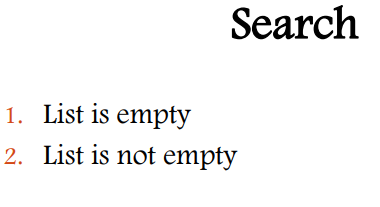 Search
1. List is empty
2. List is not empty